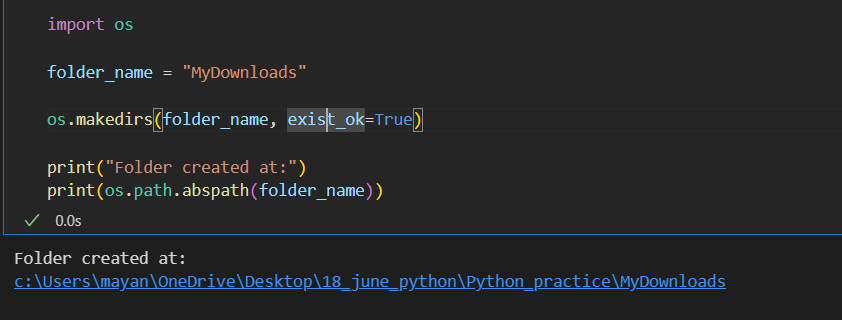 import os
folder_name = "MyDownloads"
os.makedirs(folder_name, exist_ok=True)
print("Folder created at:")
print(os.path.abspath(folder_name))
0.0s
Folder created at:
c:\Users\mayan\OneDrive\Desktop\18_june_python\Python_practice\MyDownloads